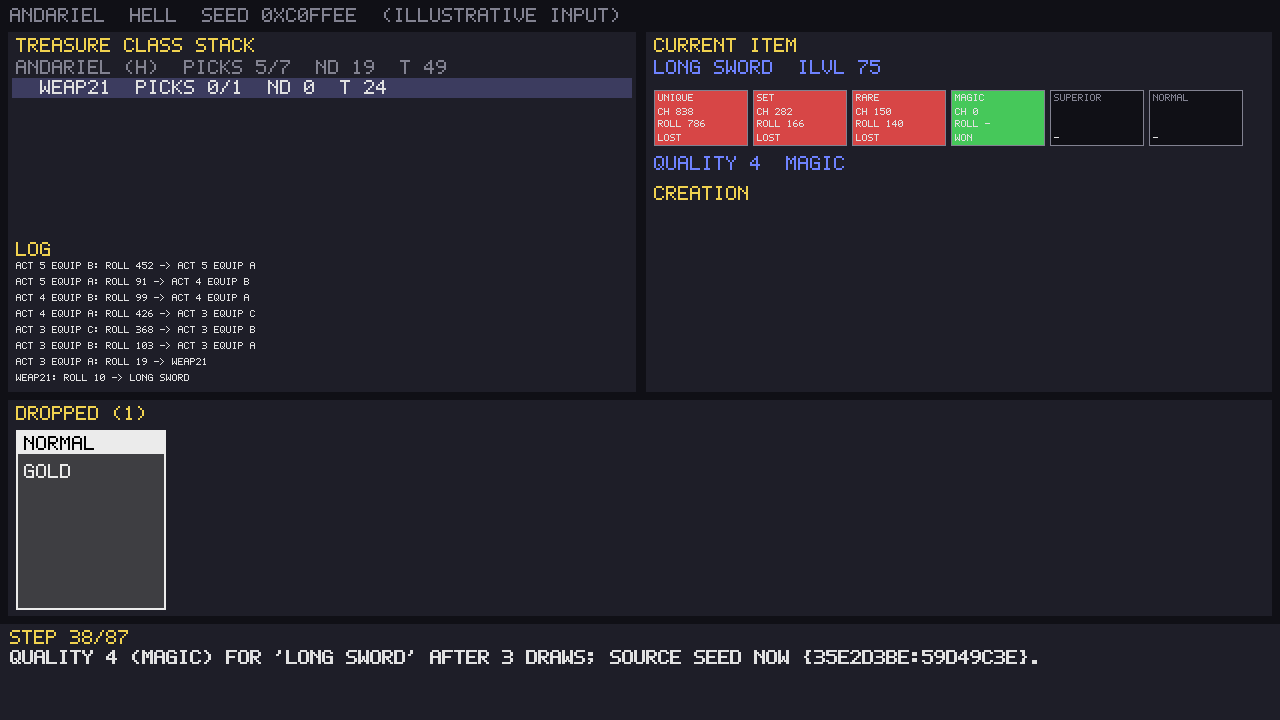 ANDARIEL  HELL  SEED 0XC0FFEE  (ILLUSTRATIVE INPUT)
TREASURE CLASS STACK
ANDARIEL (H)  PICKS 5/7  ND 19  T 49
WEAP21  PICKS 0/1  ND 0  T 24
LOG
ACT 5 EQUIP B: ROLL 452 -> ACT 5 EQUIP A
ACT 5 EQUIP A: ROLL 91 -> ACT 4 EQUIP B
ACT 4 EQUIP B: ROLL 99 -> ACT 4 EQUIP A
ACT 4 EQUIP A: ROLL 426 -> ACT 3 EQUIP C
ACT 3 EQUIP C: ROLL 368 -> ACT 3 EQUIP B
ACT 3 EQUIP B: ROLL 103 -> ACT 3 EQUIP A
ACT 3 EQUIP A: ROLL 19 -> WEAP21
WEAP21: ROLL 10 -> LONG SWORD
CURRENT ITEM
LONG SWORD  ILVL 75
UNIQUE
CH 838
ROLL 786
LOST
SET
CH 282
ROLL 166
LOST
RARE
CH 150
ROLL 140
LOST
MAGIC
CH 0
ROLL -
WON
SUPERIOR
-
NORMAL
-
QUALITY 4  MAGIC
CREATION
DROPPED (1)
NORMAL
GOLD
STEP 38/87
QUALITY 4 (MAGIC) FOR 'LONG SWORD' AFTER 3 DRAWS; SOURCE SEED NOW {35E2D3BE:59D49C3E}.